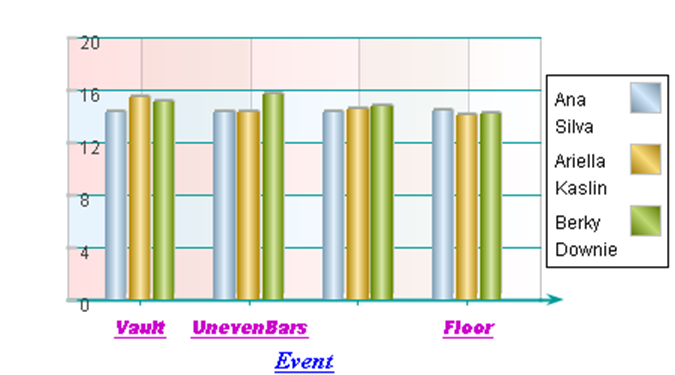 20
16
12
8
4
0
Vault UnevenBars Floor
Event
Ana
Silva
Ariella
Kaslin
Berky
Downie